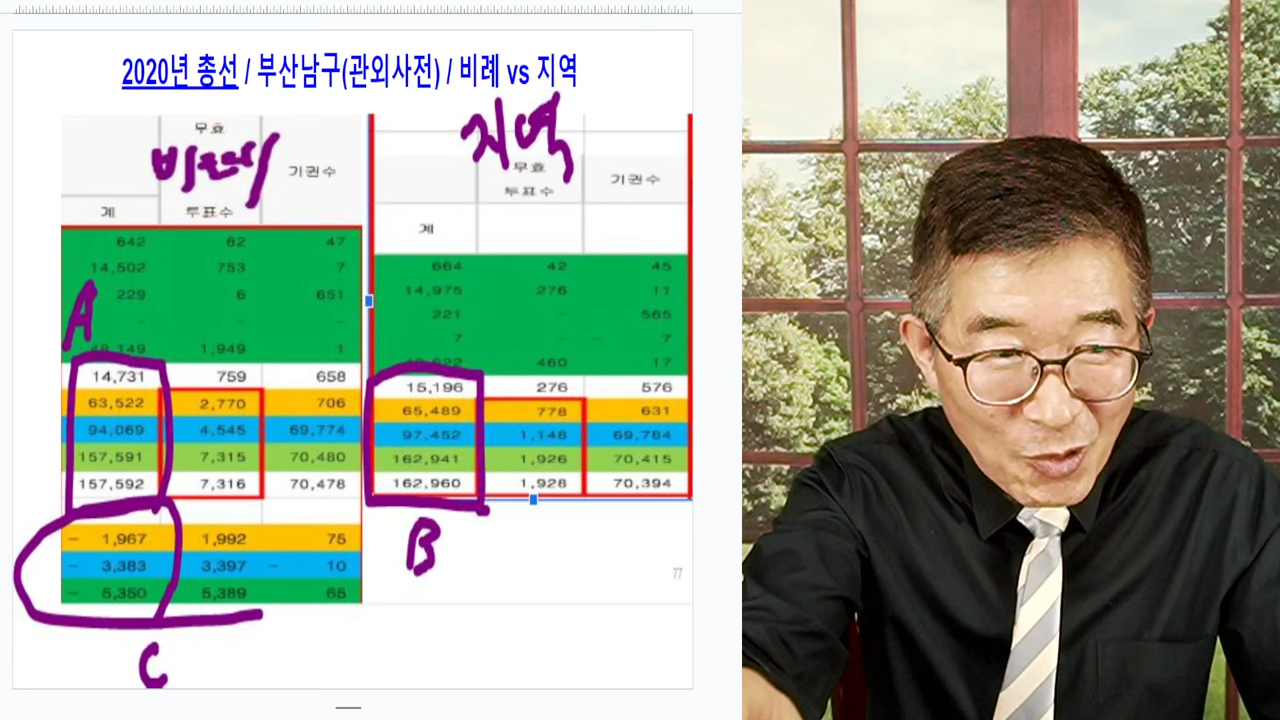 2020년 총선 / 부산남구(관외사전) / 비례 vs 지역
지역
비례
무효
기권수
계
투표수
642 62 47
14,502 753 7
229 6 651
- - -
48,149 1,949 1
14,731 759 658
63,522 2,770 706
94,069 4,545 69,774
157,591 7,315 70,480
157,592 7,316 70,478
- 1,967 1,992 75
- 3,383 3,397 - 10
- 5,350 5,389 65
A
C
무효
투표수
기권수
계
664 42 45
14,975 276 11
221 - 565
7 - - 7
460 17
15,196 276 576
65,489 778 631
97,452 1,148 69,784
162,941 1,926 70,415
162,960 1,928 70,394
B
77